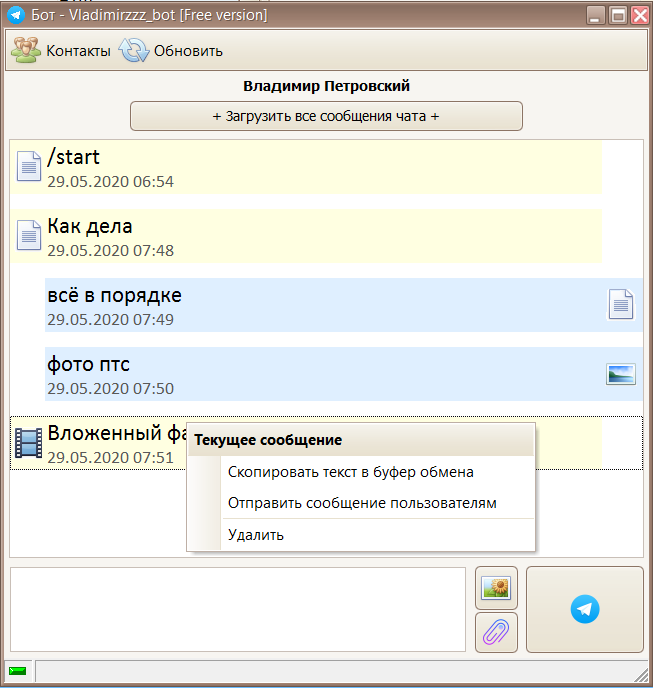 Бот - Vladimirzzz_bot [Free version]
Контакты Обновить
Владимир Петровский
+ Загрузить все сообщения чата +
/start
29.05.2020 06:54
Как дела
29.05.2020 07:48
всё в порядке
29.05.2020 07:49
фото птс
29.05.2020 07:50
Вложенный
29.05.2020 07:51
Текущее сообщение
Скопировать текст в буфер обмена
Отправить сообщение пользователям
Удалить